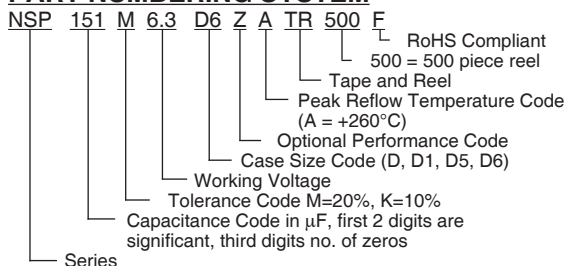 PART NUMBERING SYSTEM
NSP 151 M 6.3 D6 Z A TR 500 F
RoHS Compliant
500 = 500 piece reel
Tape and Reel
Peak Reflow Temperature Code
(A = +260°C)
Optional Performance Code
Case Size Code (D, D1, D5, D6)
Working Voltage
Tolerance Code M=20%, K=10%
Capacitance Code in μF, first 2 digits are
significant, third digits no. of zeros
Series